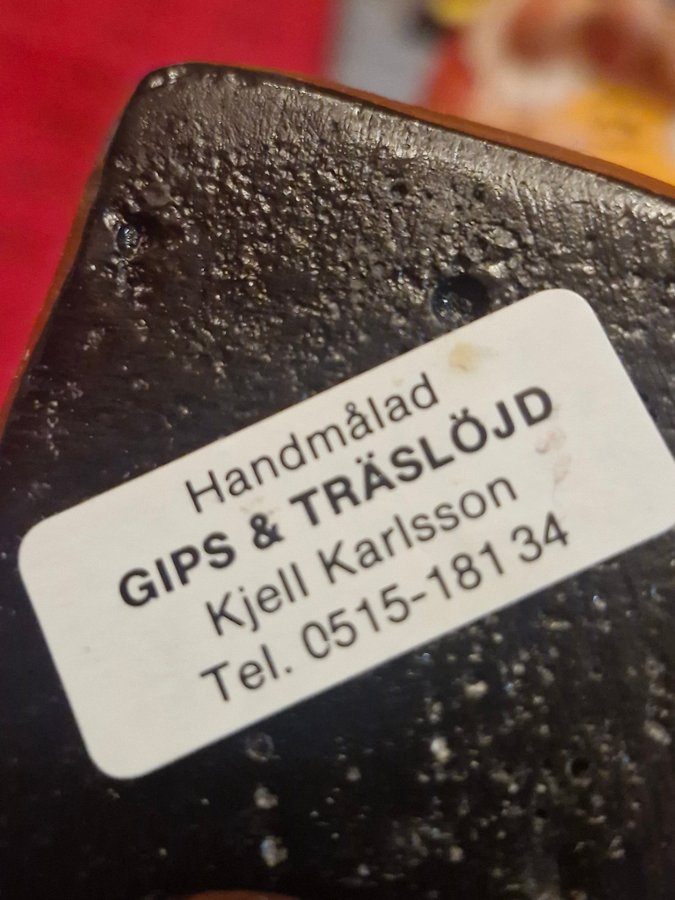 Handmålad
GIPS & TRÄSLÖJD
Kjell Karlsson
Tel. 0515-181 34